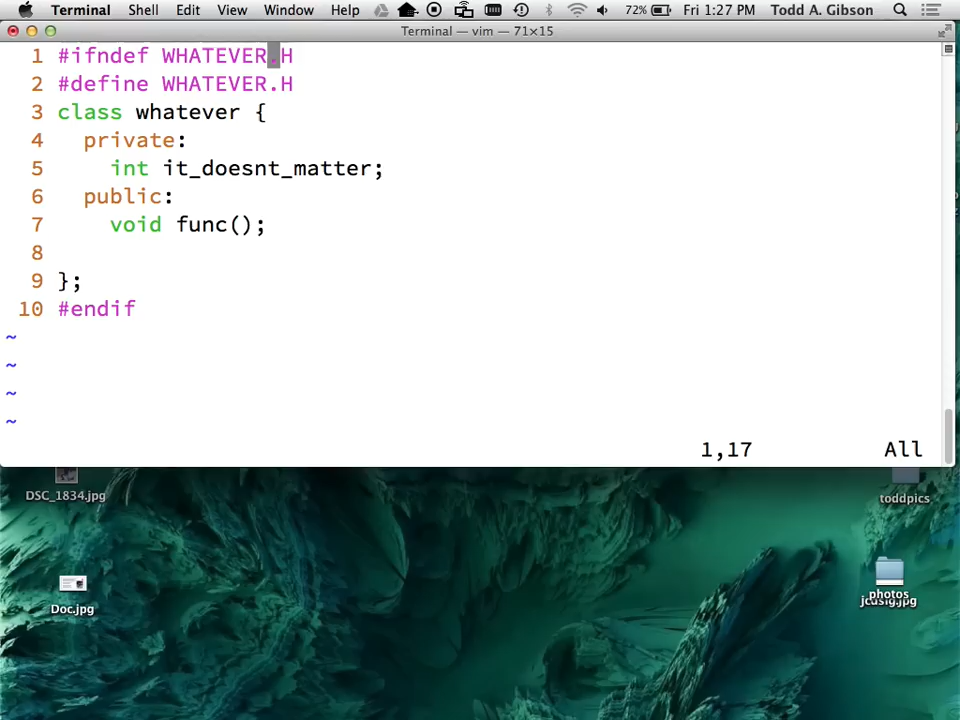 Terminal Shell Edit View Window Help 72% Fri 1:27 PM Todd A. Gibson
Terminal — vim — 71×15
1 #ifndef WHATEVER.H
2 #define WHATEVER.H
3 class whatever {
4 private:
5 int it_doesnt_matter;
6 public:
7 void func();
8
9 };
10 #endif
~
~
~
~
1,17 All
DSC_1834.jpg
toddpics
Doc.jpg
photos